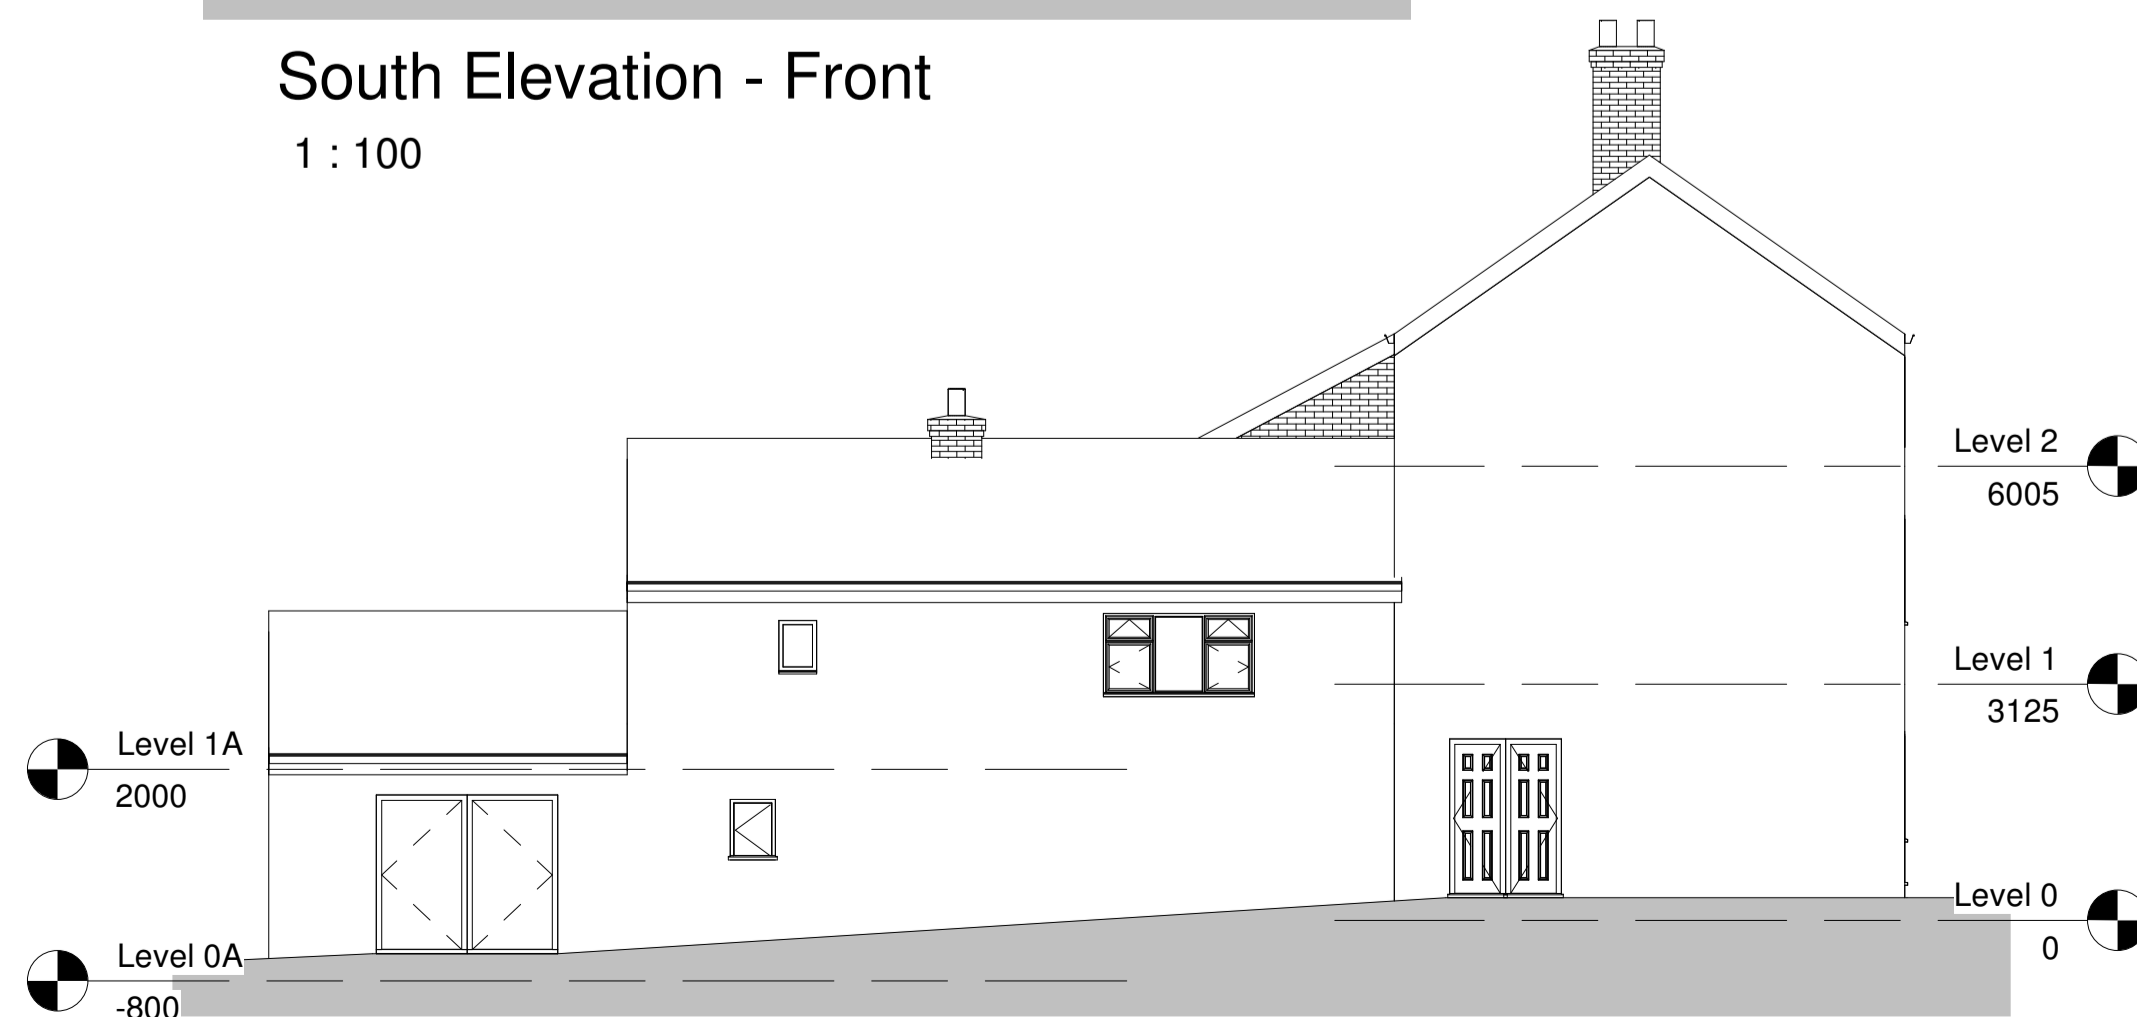 South Elevation - Front
1 : 100
Level 2
6005
Level 1
3125
Level 1A
2000
Level 0
0
Level 0A
-800